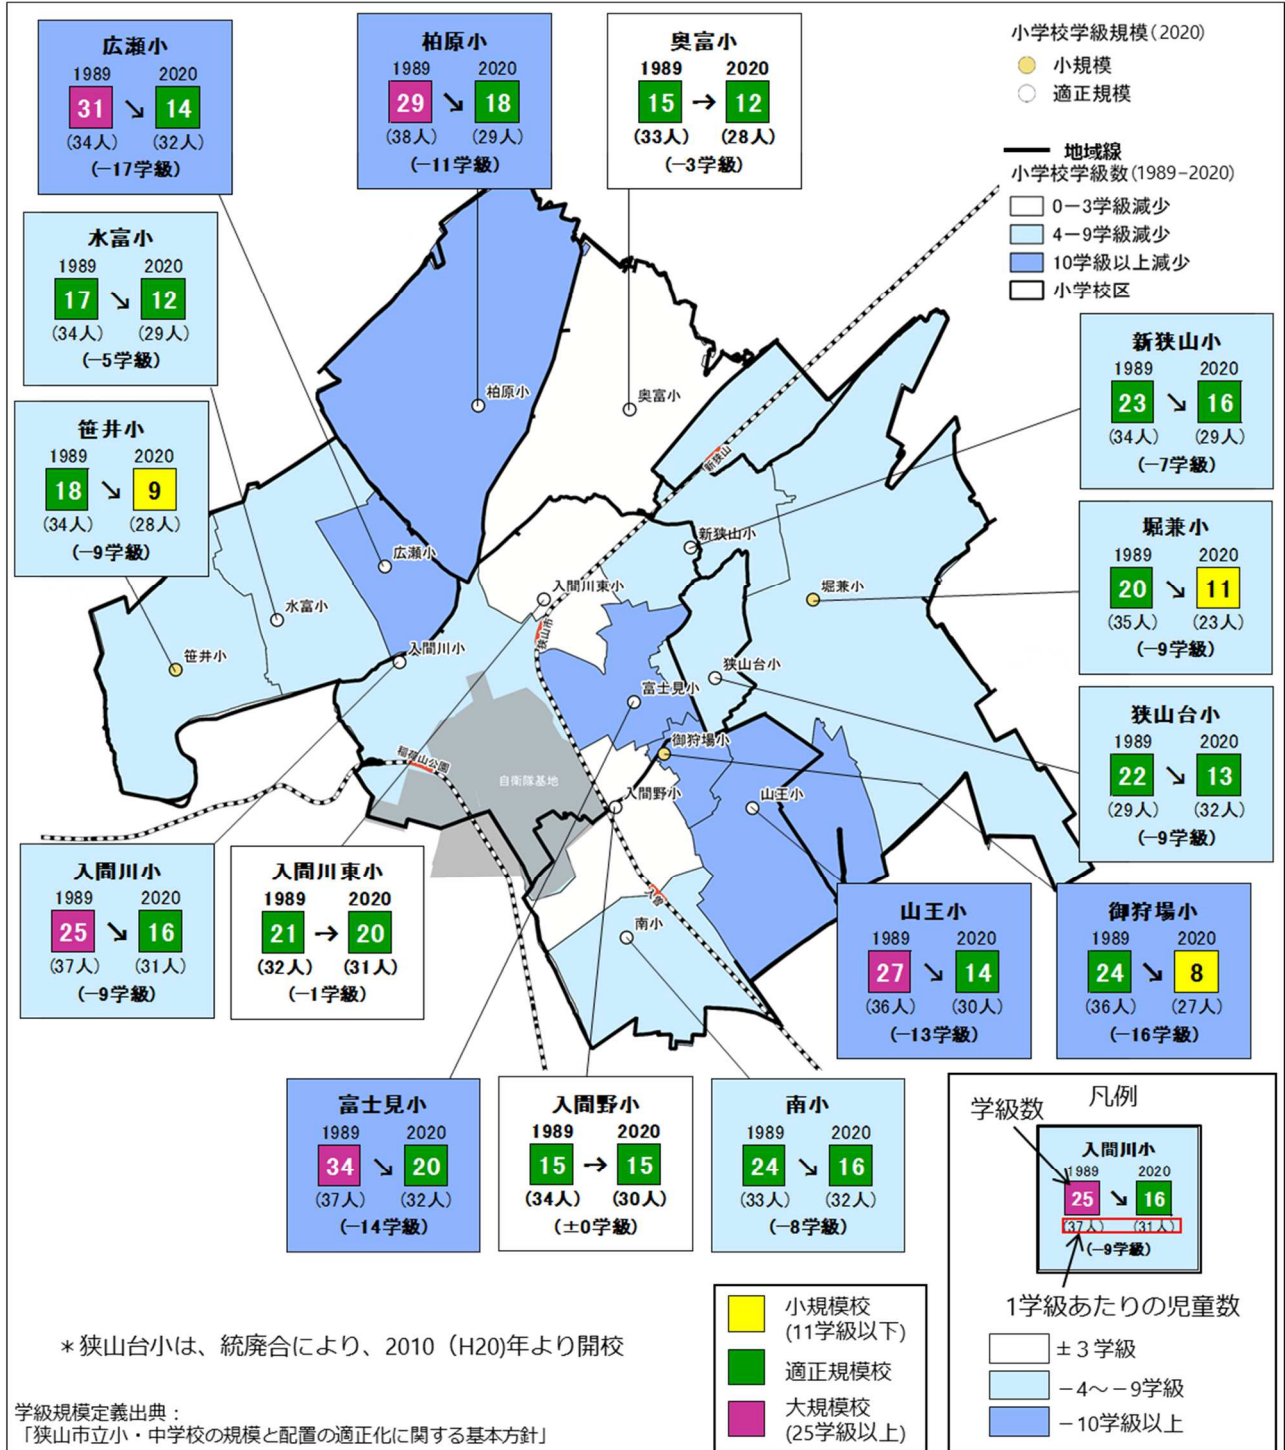 広瀬小
1989 2020
31 ↘ 14
(34人) (32人)
(−17学級)
柏原小
1989 2020
29 ↘ 18
(38人) (29人)
(−11学級)
奥富小
1989 2020
15 → 12
(33人) (28人)
(−3学級)
小学校学級規模(2020)
小規模
適正規模
地域線
小学校学級数(1989−2020)
0−3学級減少
4−9学級減少
10学級以上減少
小学校区
水富小
1989 2020
17 ↘ 12
(34人) (29人)
(−5学級)
笹井小
1989 2020
18 ↘ 9
(34人) (28人)
(−9学級)
新狭山小
1989 2020
23 ↘ 16
(34人) (29人)
(−7学級)
堀兼小
1989 2020
20 ↘ 11
(35人) (23人)
(−9学級)
狭山台小
1989 2020
22 ↘ 13
(29人) (32人)
(−9学級)
柏原小
奥富小
新狭山
新狭山小
広瀬小
入間川東小
堀兼小
水富小
狭山市
入間川小
笹井小
狭山台小
富士見小
御狩場小
稲荷山公園
自衛隊基地
入間野小
山王小
入曽
南小
入間川小
1989 2020
25 ↘ 16
(37人) (31人)
(−9学級)
入間川東小
1989 2020
21 → 20
(32人) (31人)
(−1学級)
山王小
1989 2020
27 ↘ 14
(36人) (30人)
(−13学級)
御狩場小
1989 2020
24 ↘ 8
(36人) (27人)
(−16学級)
富士見小
1989 2020
34 ↘ 20
(37人) (32人)
(−14学級)
入間野小
1989 2020
15 → 15
(34人) (30人)
(±0学級)
南小
1989 2020
24 ↘ 16
(33人) (32人)
(−8学級)
凡例
学級数
入間川小
1989 2020
25 ↘ 16
(37人) (31人)
(−9学級)
1学級あたりの児童数
±3学級
−4〜−9学級
−10学級以上
小規模校
(11学級以下)
適正規模校
大規模校
(25学級以上)
＊狭山台小は、統廃合により、2010（H20)年より開校
学級規模定義出典：
「狭山市立小・中学校の規模と配置の適正化に関する基本方針」